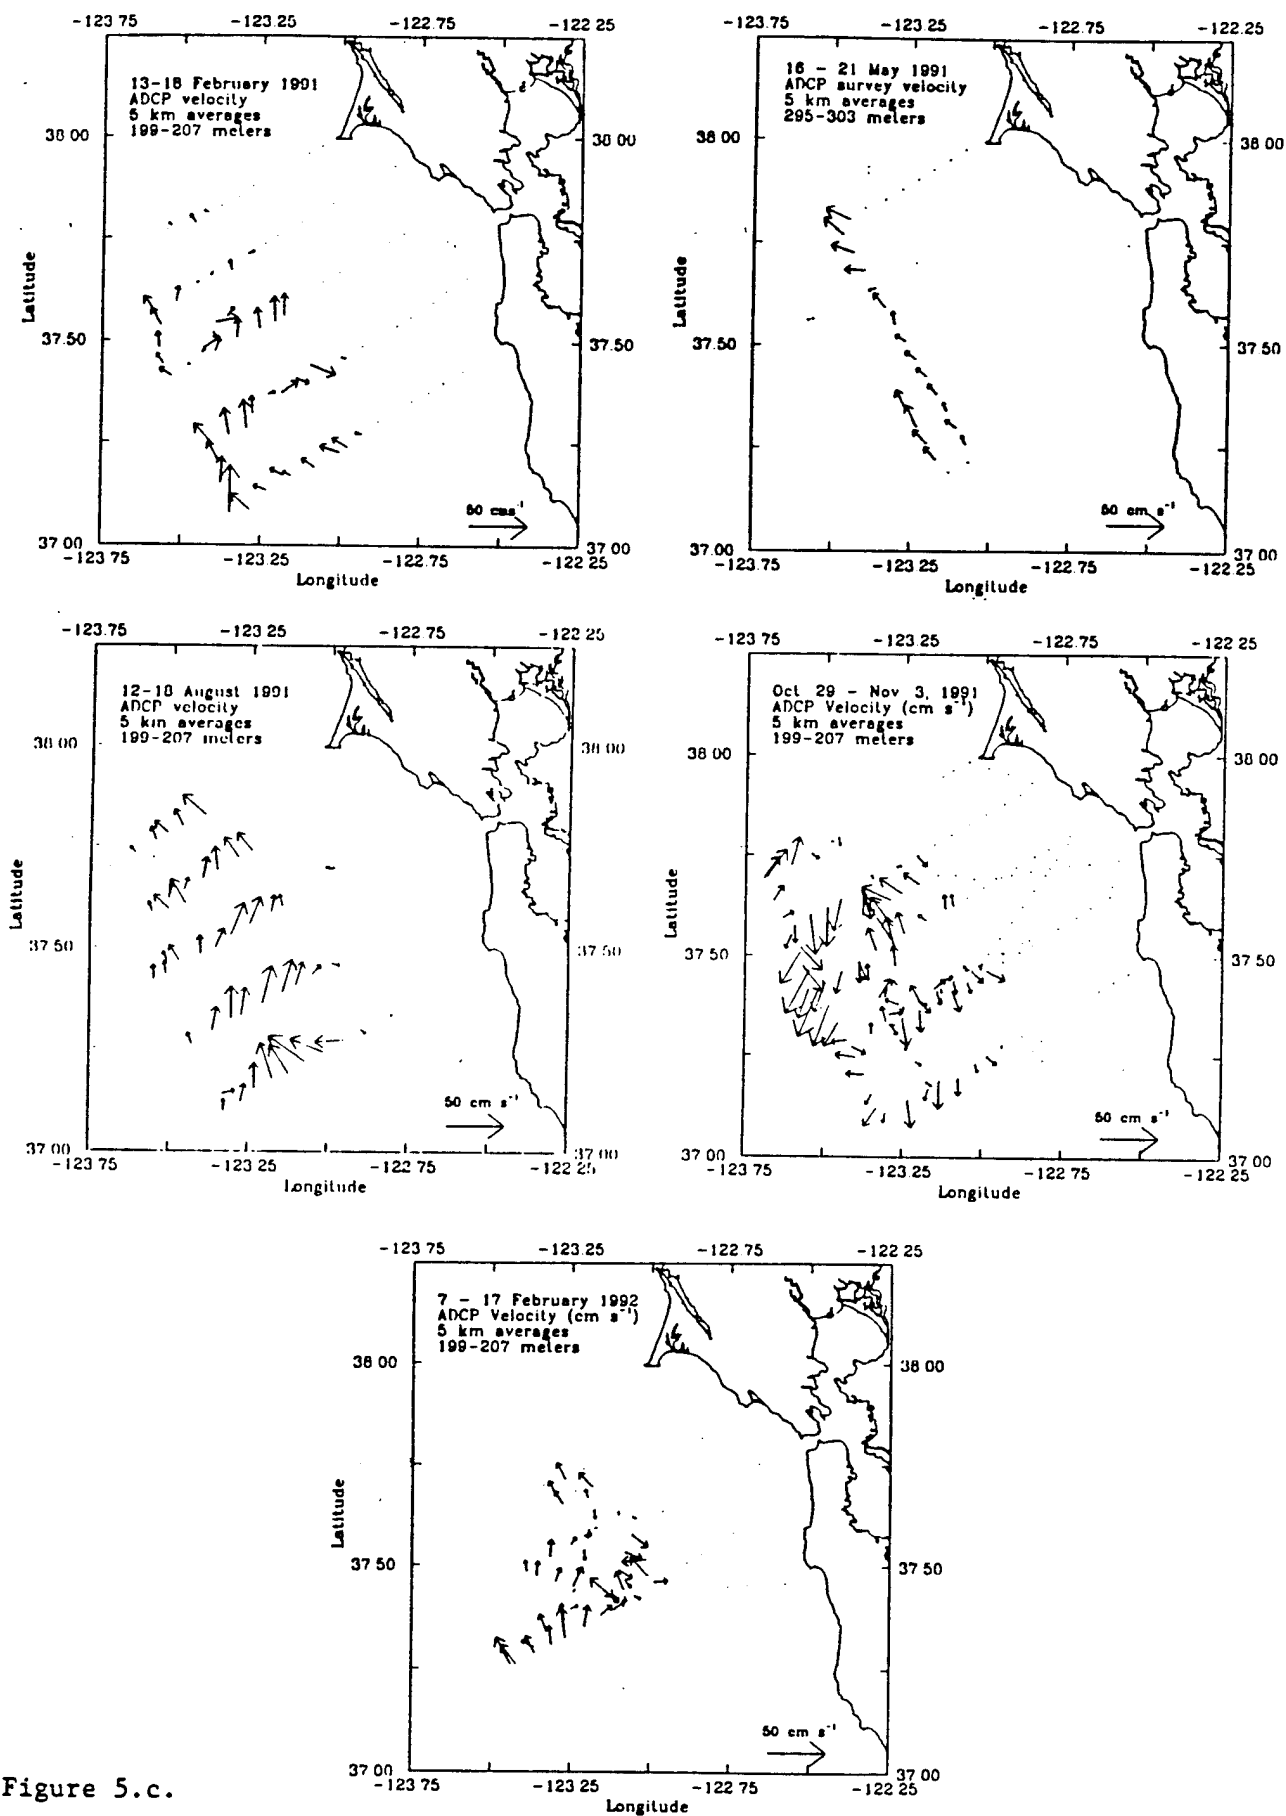 -123 75 -123.25 -122.75 -122.25
13-18 February 1991
ADCP velocity
5 km averages
199-207 meters
38 00 38 00
Latitude
37.50 37.50
50 cms⁻¹
37 00 37 00
-123.75 -123.25 -122.75 -122 25
Longitude
-123.75 -123.25 -122.75 -122.25
16 - 21 May 1991
ADCP survey velocity
5 km averages
295-303 meters
38 00 38 00
Latitude
37.50 37.50
50 cm s⁻¹
37.00 37 00
-123.75 -123.25 -122.75 -122.25
Longitude
-123 75 -123 25 -122 75 -122 25
12-18 August 1991
ADCP velocity
5 km averages
199-207 meters
38 00 38 00
Latitude
37 50 37 50
50 cm s⁻¹
37 00 37 00
-123 75 -123 25 -122 75 -122 25
Longitude
-123 75 -123.25 -122 75 -122 25
Oct 29 - Nov 3, 1991
ADCP Velocity (cm s⁻¹)
5 km averages
199-207 meters
38 00 38 00
Latitude
37 50 37 50
50 cm s⁻¹
37 00 37 00
-123 75 -123 25 -122 75 -122 25
Longitude
-123 75 -123.25 -122 75 -122 25
7 - 17 February 1992
ADCP Velocity (cm s⁻¹)
5 km averages
199-207 meters
38 00 38 00
Latitude
37 50 37 50
50 cm s⁻¹
37 00 37 00
-123.75 -123 25 -122 75 -122 25
Longitude
Figure 5.c.